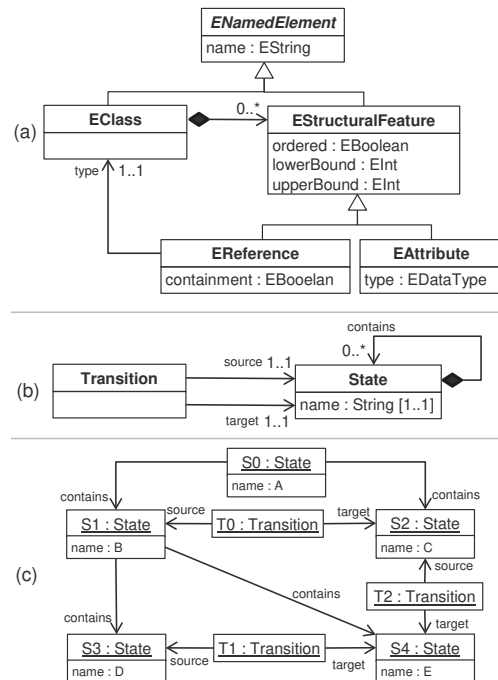 ENamedElement
name : EString
(a)
EClass
0..*
EStructuralFeature
ordered : EBoolean
lowerBound : EInt
upperBound : EInt
type
1..1
EReference
containment : EBooelan
EAttribute
type : EDataType
(b)
contains
0..*
Transition
source 1..1
target 1..1
State
name : String [1..1]
(c)
S0 : State
name : A
contains
contains
S1 : State
name : B
source
T0 : Transition
target
S2 : State
name : C
source
T2 : Transition
target
contains
contains
S3 : State
name : D
source
T1 : Transition
target
S4 : State
name : E